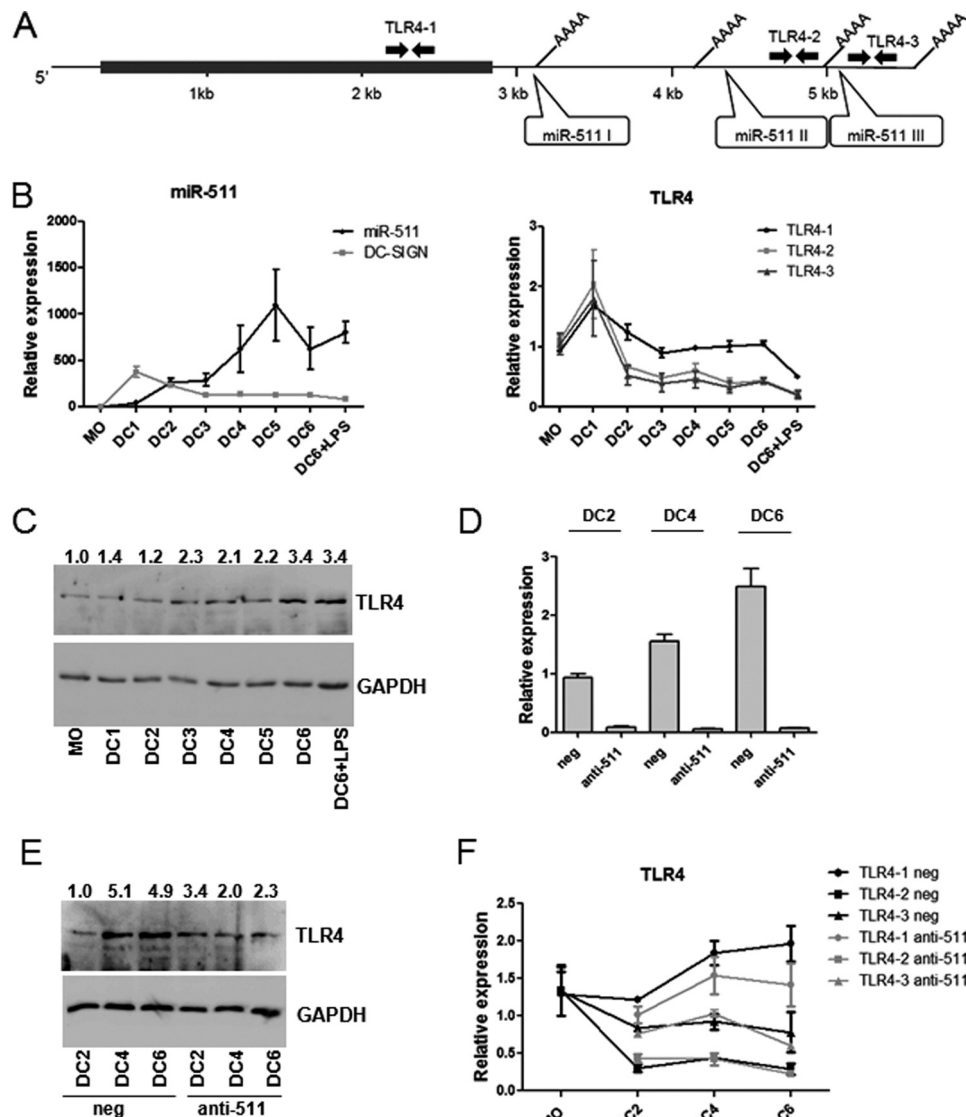 A
TLR4-1
AAAA
AAAA
TLR4-2
AAAA
TLR4-3
AAAA
5'
1kb
2 kb
3 kb
4 kb
5 kb
miR-511 I
miR-511 II
miR-511 III
B
miR-511
Relative expression
2000
1500
1000
500
0
miR-511
DC-SIGN
MO
DC1
DC2
DC3
DC4
DC5
DC6
DC6+LPS
TLR4
Relative expression
3
2
1
0
TLR4-1
TLR4-2
TLR4-3
MO
DC1
DC2
DC3
DC4
DC5
DC6
DC6+LPS
C
1.0 1.4 1.2 2.3 2.1 2.2 3.4 3.4
TLR4
GAPDH
MO
DC1
DC2
DC3
DC4
DC5
DC6
DC6+LPS
D
DC2 DC4 DC6
Relative expression
3
2
1
0
neg
anti-511
neg
anti-511
neg
anti-511
E
1.0 5.1 4.9 3.4 2.0 2.3
TLR4
GAPDH
DC2
DC4
DC6
DC2
DC4
DC6
neg anti-511
F
TLR4
Relative expression
2.5
2.0
1.5
1.0
0.5
0.0
TLR4-1 neg
TLR4-2 neg
TLR4-3 neg
TLR4-1 anti-511
TLR4-2 anti-511
TLR4-3 anti-511